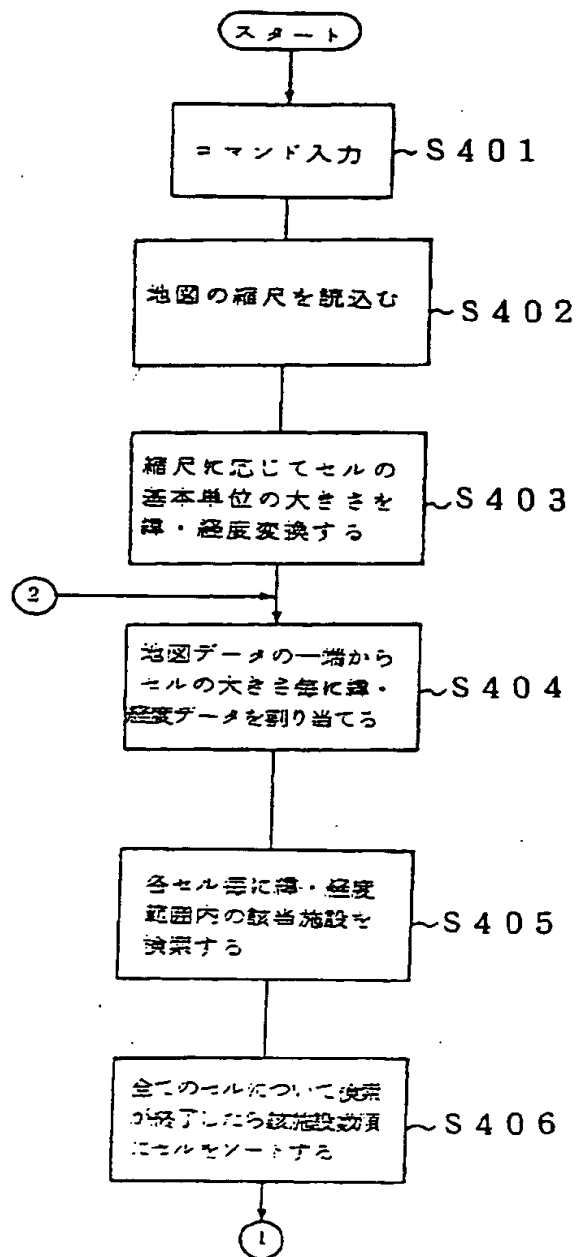 スタート
コマンド入力
S401
地図の縮尺を読込む
S402
縮尺に応じてセルの
基本単位の大きさを
緯・経度変換する
S403
2
地図データの一端から
セルの大きさ毎に緯・
経度データを割り当てる
S404
各セル毎に緯・経度
範囲内の該当施設を
検索する
S405
全てのセルについて検索
が終了したら該施設数順
にセルをソートする
S406
1